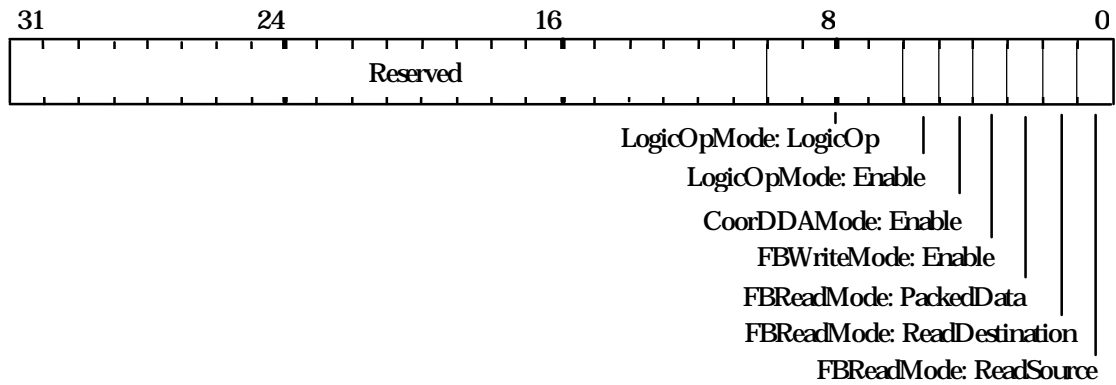 31 24 16 8 0
Reserved
LogicOpMode: LogicOp
LogicOpMode: Enable
CoorDDAMode: Enable
FBWriteMode: Enable
FBReadMode: PackedData
FBReadMode: ReadDestination
FBReadMode: ReadSource